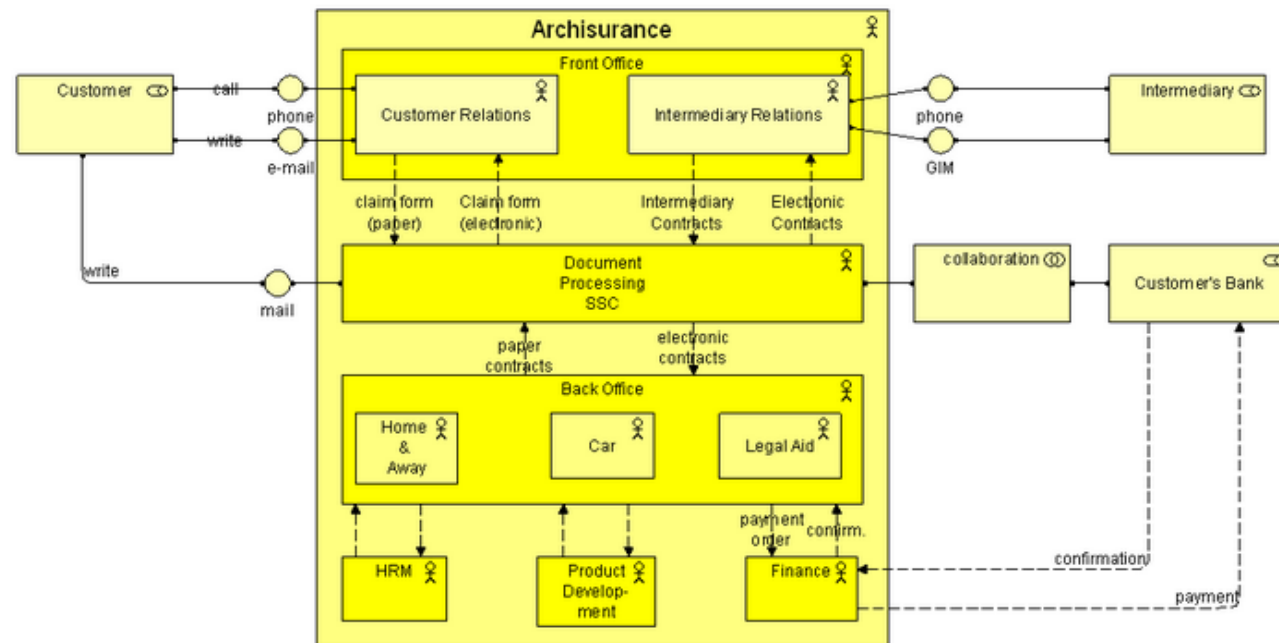 Archisurance
Front Office
Customer
call
phone
write
e-mail
Customer Relations
Intermediary Relations
phone
GIM
Intermediary
claim form
(paper)
Claim form
(electronic)
Intermediary
Contracts
Electronic
Contracts
write
mail
Document
Processing
SSC
collaboration
Customer's Bank
paper
contracts
electronic
contracts
Back Office
Home
&
Away
Car
Legal Aid
payment
order
confirm.
HRM
Product
Develop-
ment
Finance
confirmation
payment